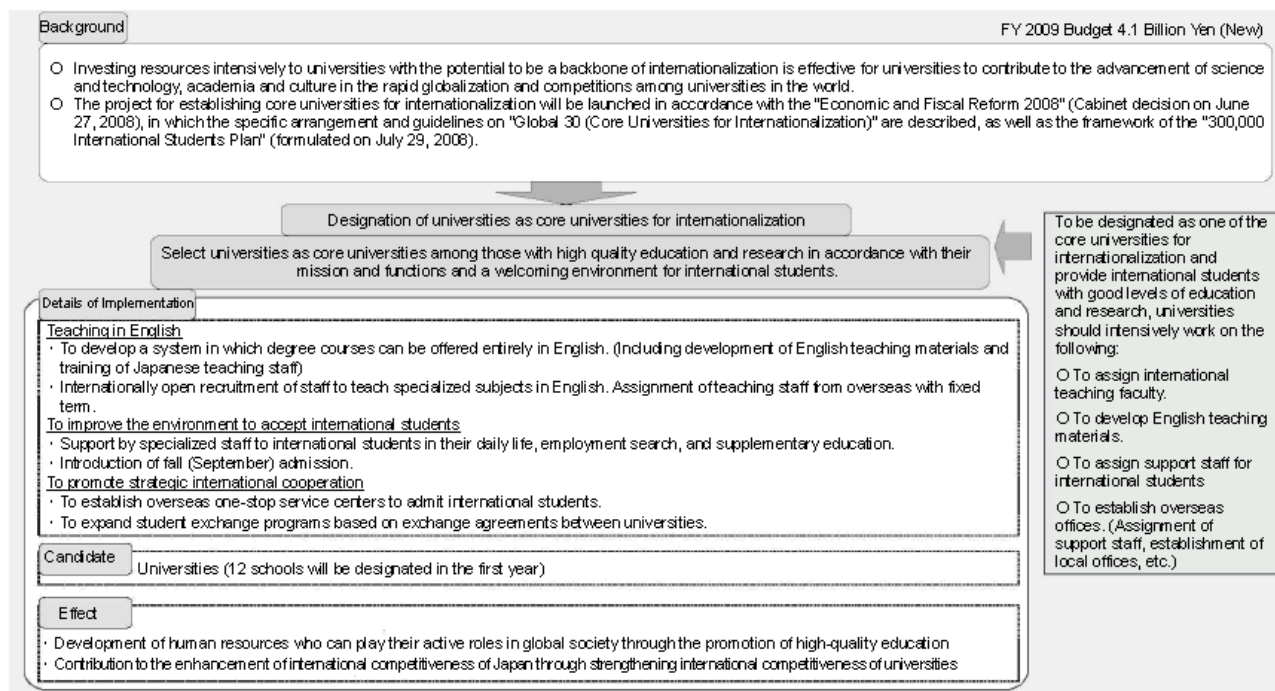 Background
FY 2009 Budget 4.1 Billion Yen (New)
O Investing resources intensively to universities with the potential to be a backbone of internationalization is effective for universities to contribute to the advancement of science
and technology, academia and culture in the rapid globalization and competitions among universities in the world.
O The project for establishing core universities for internationalization will be launched in accordance with the "Economic and Fiscal Reform 2008" (Cabinet decision on June
27, 2008), in which the specific arrangement and guidelines on "Global 30 (Core Universities for Internationalization)" are described, as well as the framework of the "300,000
International Students Plan" (formulated on July 29, 2008).
Designation of universities as core universities for internationalization
Select universities as core universities among those with high quality education and research in accordance with their
mission and functions and a welcoming environment for international students.
Details of Implementation
Teaching in English
· To develop a system in which degree courses can be offered entirely in English. (Including development of English teaching materials and
training of Japanese teaching staff)
· Internationally open recruitment of staff to teach specialized subjects in English. Assignment of teaching staff from overseas with fixed
term.
To improve the environment to accept international students
· Support by specialized staff to international students in their daily life, employment search, and supplementary education.
· Introduction of fall (September) admission.
To promote strategic international cooperation
· To establish overseas one-stop service centers to admit international students.
· To expand student exchange programs based on exchange agreements between universities.
Candidate
Universities (12 schools will be designated in the first year)
Effect
· Development of human resources who can play their active roles in global society through the promotion of high-quality education
· Contribution to the enhancement of international competitiveness of Japan through strengthening international competitiveness of universities
To be designated as one of the
core universities for
internationalization and
provide international students
with good levels of education
and research, universities
should intensively work on the
following:
O To assign international
teaching faculty.
O To develop English teaching
materials.
O To assign support staff for
international students
O To establish overseas
offices. (Assignment of
support staff, establishment of
local offices, etc.)